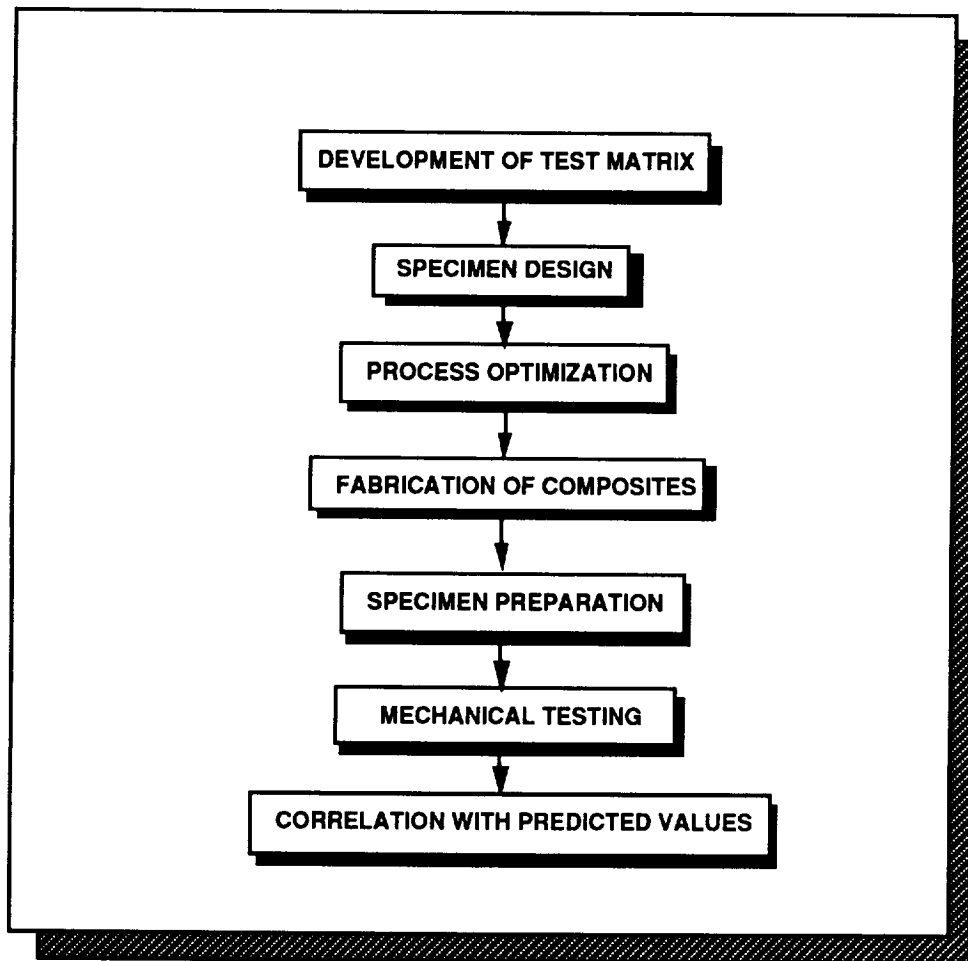 DEVELOPMENT OF TEST MATRIX
SPECIMEN DESIGN
PROCESS OPTIMIZATION
FABRICATION OF COMPOSITES
SPECIMEN PREPARATION
MECHANICAL TESTING
CORRELATION WITH PREDICTED VALUES